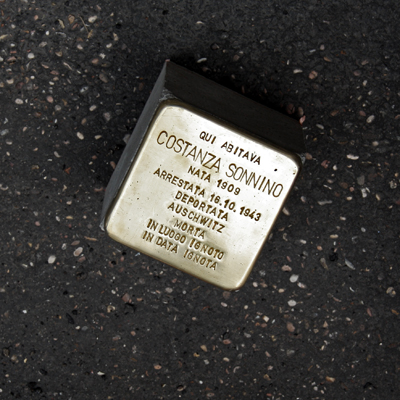 QUI ABITAVA
COSTANZA SONNINO
NATA 1909
ARRESTATA 16.10.1943
DEPORTATA
AUSCHWITZ
MORTA
IN LUOGO IGNOTO
IN DATA IGNOTA